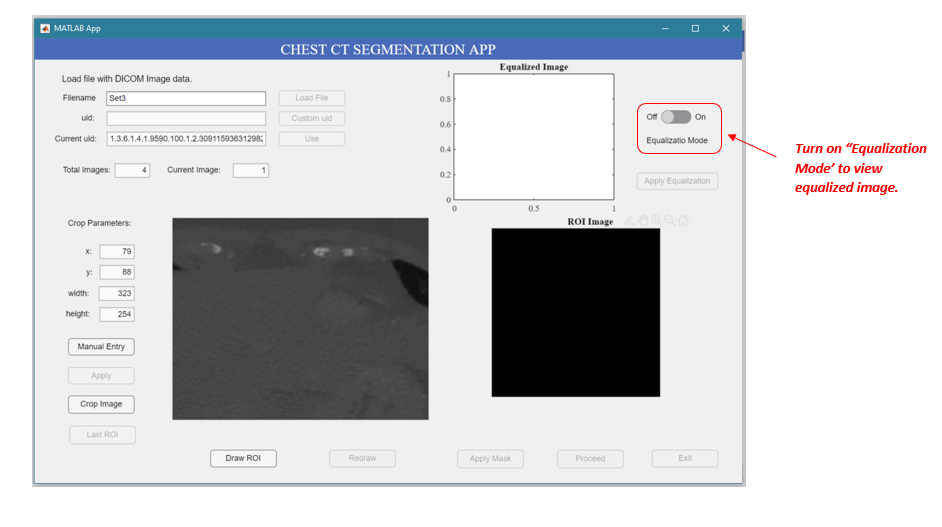 MATLAB App
CHEST CT SEGMENTATION APP
Load file with DICOM Image data.
Filename Set3 Load File
uid: Custom uid
Current uid: 1.3.6.1.4.1.9590.100.1.2.309115936312982 Use
Total Images: 4 Current Image: 1
Equalized Image
1
0.8
0.6
0.4
0.2
0
0 0.5 1
Off On
Equalizatio Mode
Apply Equalization
Turn on “Equalization
Mode’ to view
equalized image.
Crop Parameters:
x: 79
y: 88
width: 323
height: 254
Manual Entry
Apply
Crop Image
Last ROI
ROI Image
Draw ROI Redraw Apply Mask Proceed Exit